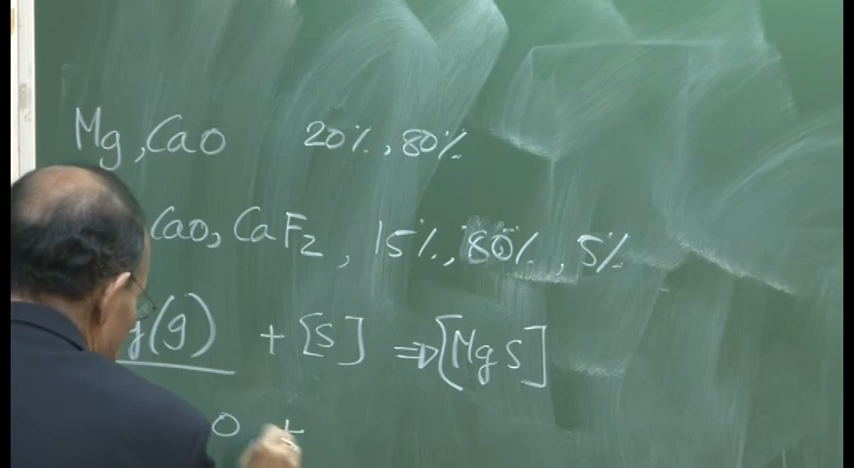 Mg, CaO 20%, 80%
CaO, CaF2, 15%, 80%, 5%
(g) + [S] ⇒ [MgS]
O +